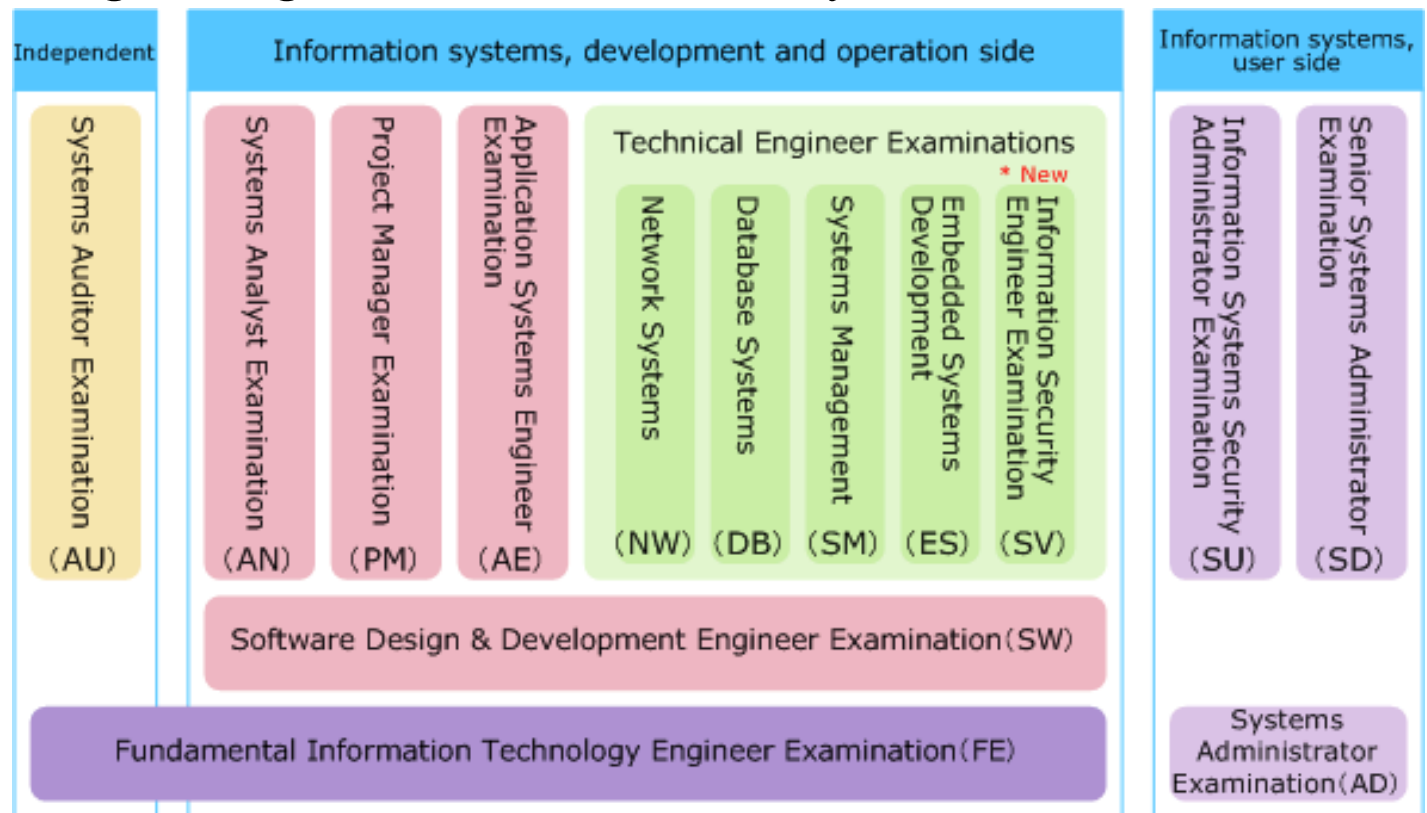 Independent
Information systems, development and operation side
Information systems,
user side
Systems Auditor Examination
(AU)
Systems Analyst Examination
(AN)
Project Manager Examination
(PM)
Application Systems Engineer
Examination
(AE)
Technical Engineer Examinations
* New
Network Systems
(NW)
Database Systems
(DB)
Systems Management
(SM)
Embedded Systems
Development
(ES)
Information Security
Engineer Examination
(SV)
Information Systems Security
Administrator Examination
(SU)
Senior Systems Administrator
Examination
(SD)
Software Design & Development Engineer Examination(SW)
Fundamental Information Technology Engineer Examination(FE)
Systems
Administrator
Examination(AD)